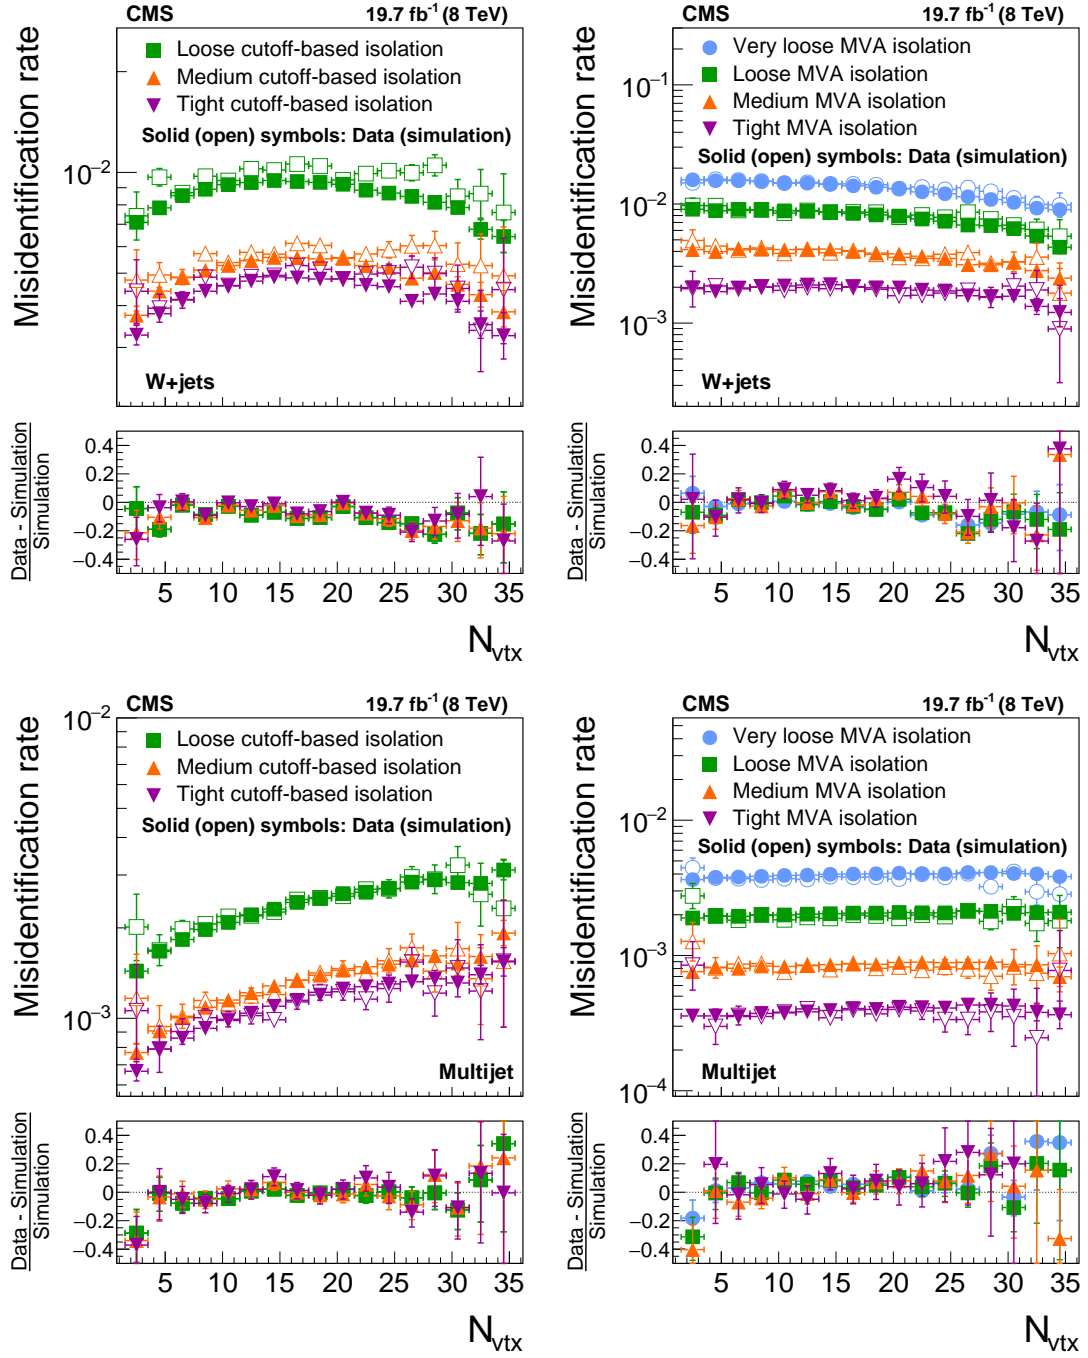 CMS 19.7 fb⁻¹ (8 TeV)
Misidentification rate
Loose cutoff-based isolation
Medium cutoff-based isolation
Tight cutoff-based isolation
Solid (open) symbols: Data (simulation)
10⁻²
W+jets
Data - Simulation
Simulation
0.4
0.2
0
−0.2
−0.4
5 10 15 20 25 30 35
N_vtx
CMS 19.7 fb⁻¹ (8 TeV)
Misidentification rate
Very loose MVA isolation
Loose MVA isolation
Medium MVA isolation
Tight MVA isolation
Solid (open) symbols: Data (simulation)
10⁻¹
10⁻²
10⁻³
W+jets
Data - Simulation
Simulation
0.4
0.2
0
−0.2
−0.4
5 10 15 20 25 30 35
N_vtx
CMS 19.7 fb⁻¹ (8 TeV)
Misidentification rate
10⁻²
Loose cutoff-based isolation
Medium cutoff-based isolation
Tight cutoff-based isolation
Solid (open) symbols: Data (simulation)
10⁻³
Multijet
Data - Simulation
Simulation
0.4
0.2
0
−0.2
−0.4
5 10 15 20 25 30 35
N_vtx
CMS 19.7 fb⁻¹ (8 TeV)
Misidentification rate
Very loose MVA isolation
Loose MVA isolation
Medium MVA isolation
Tight MVA isolation
10⁻²
Solid (open) symbols: Data (simulation)
10⁻³
Multijet
10⁻⁴
Data - Simulation
Simulation
0.4
0.2
0
−0.2
−0.4
5 10 15 20 25 30 35
N_vtx